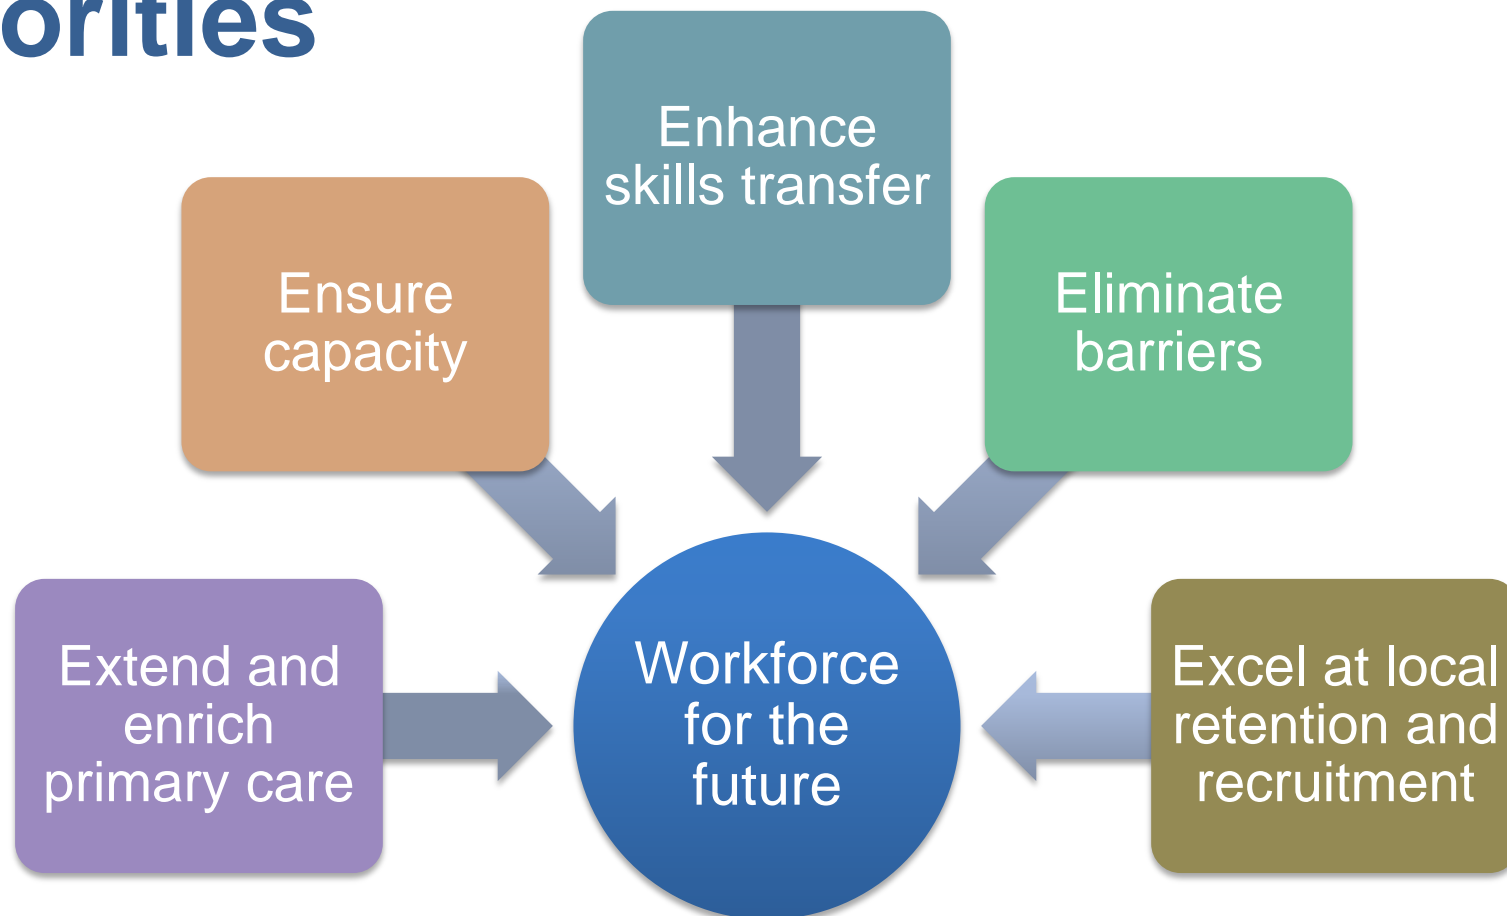 orities
Enhance
skills transfer
Ensure
capacity
Eliminate
barriers
Extend and
enrich
primary care
Workforce
for the
future
Excel at local
retention and
recruitment